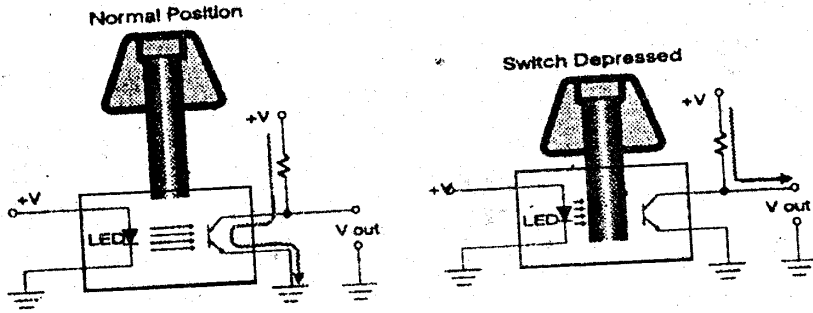 Normal Position
+V
+V
LED
V out
Switch Depressed
+V
+V
LED
V out